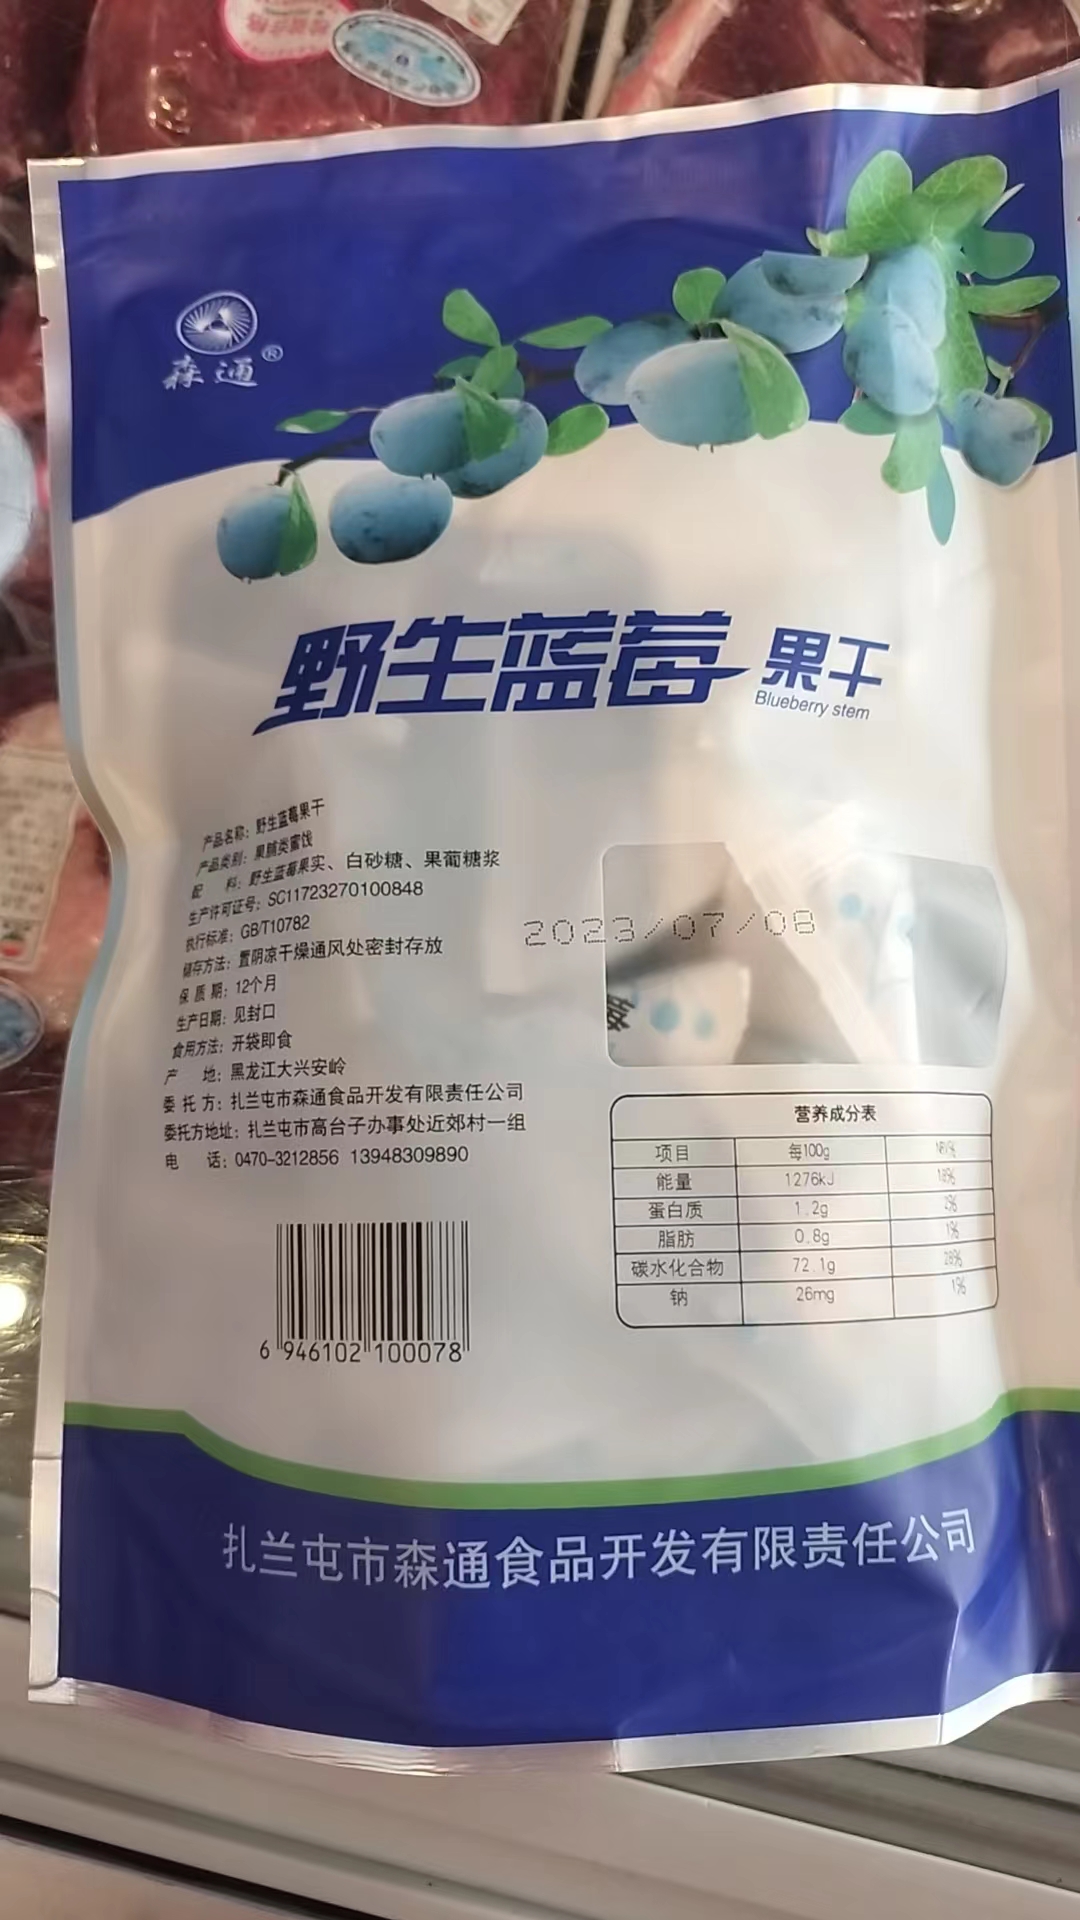 森通®
野生蓝莓果干
Blueberry stem
产品名称：野生蓝莓果干
产品类别：果脯类蜜饯
配 料：野生蓝莓果实、白砂糖、果葡糖浆
生产许可证号：SC11723270100848
执行标准：GB/T10782
储存方法：置阴凉干燥通风处密封存放
保 质 期：12个月
生产日期：见封口
食用方法：开袋即食
产 地：黑龙江大兴安岭
委 托 方：扎兰屯市森通食品开发有限责任公司
委托方地址：扎兰屯市高台子办事处近郊村一组
电 话：0470-3212856 13948309890
2023/07/08
莓
营养成分表
项目 每100g NRV%
能量 1276kJ
蛋白质 1.2g 2%
脂肪 0.8g 1%
碳水化合物 72.1g
钠 26mg 1%
6 946102 100078
扎兰屯市森通食品开发有限责任公司